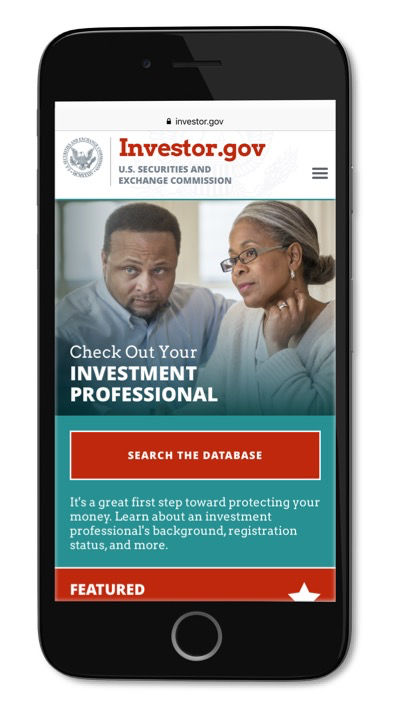 investor.gov
Investor.gov
U.S. SECURITIES AND
EXCHANGE COMMISSION
Check Out Your
INVESTMENT
PROFESSIONAL
SEARCH THE DATABASE
It's a great first step toward protecting your
money. Learn about an investment
professional's background, registration
status, and more.
FEATURED